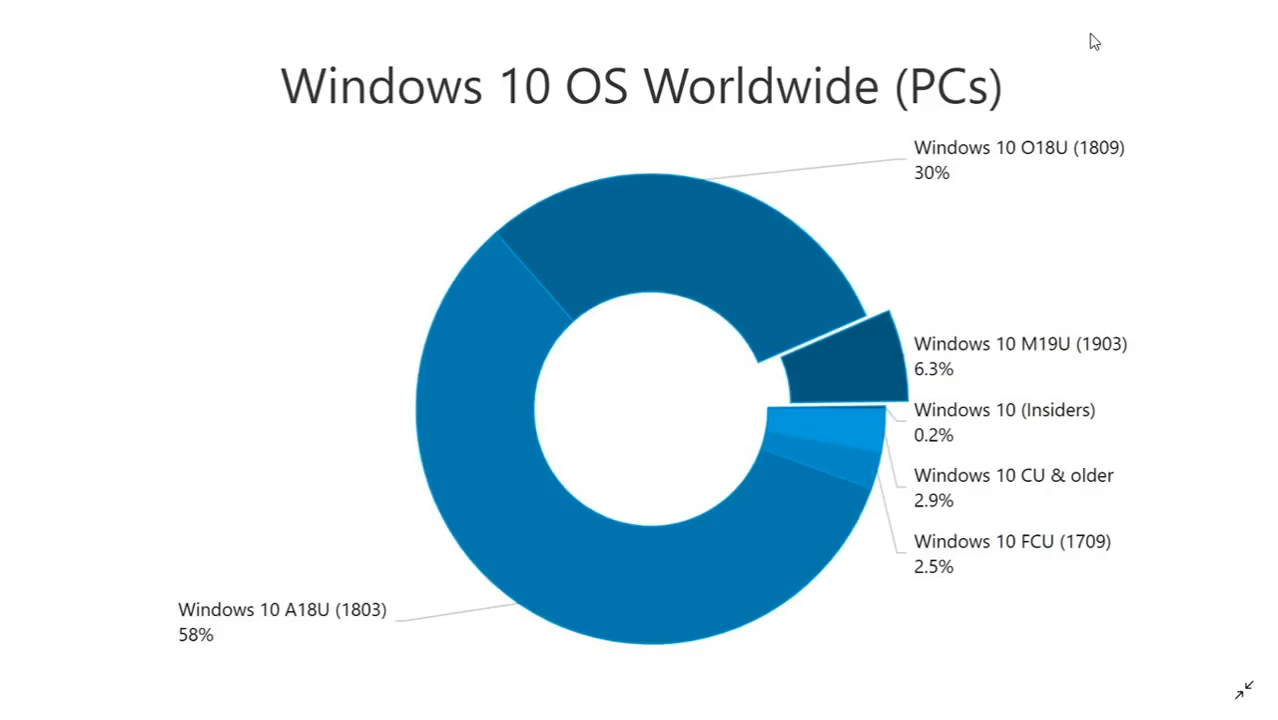 Windows 10 OS Worldwide (PCs)
Windows 10 O18U (1809)
30%
Windows 10 M19U (1903)
6.3%
Windows 10 (Insiders)
0.2%
Windows 10 CU & older
2.9%
Windows 10 FCU (1709)
2.5%
Windows 10 A18U (1803)
58%